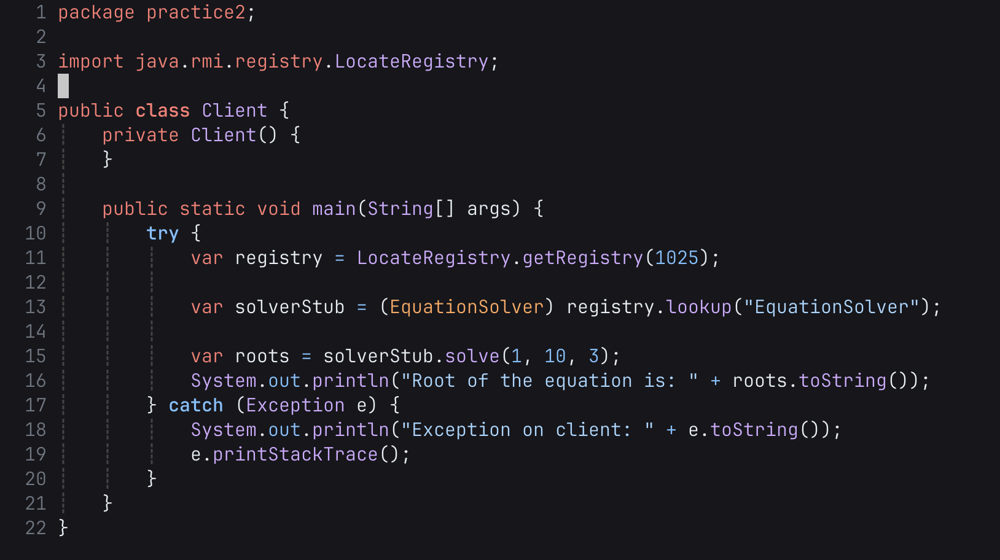 1 package practice2;
2
3 import java.rmi.registry.LocateRegistry;
4
5 public class Client {
6     private Client() {
7     }
8
9     public static void main(String[] args) {
10         try {
11             var registry = LocateRegistry.getRegistry(1025);
12
13             var solverStub = (EquationSolver) registry.lookup("EquationSolver");
14
15             var roots = solverStub.solve(1, 10, 3);
16             System.out.println("Root of the equation is: " + roots.toString());
17         } catch (Exception e) {
18             System.out.println("Exception on client: " + e.toString());
19             e.printStackTrace();
20         }
21     }
22 }